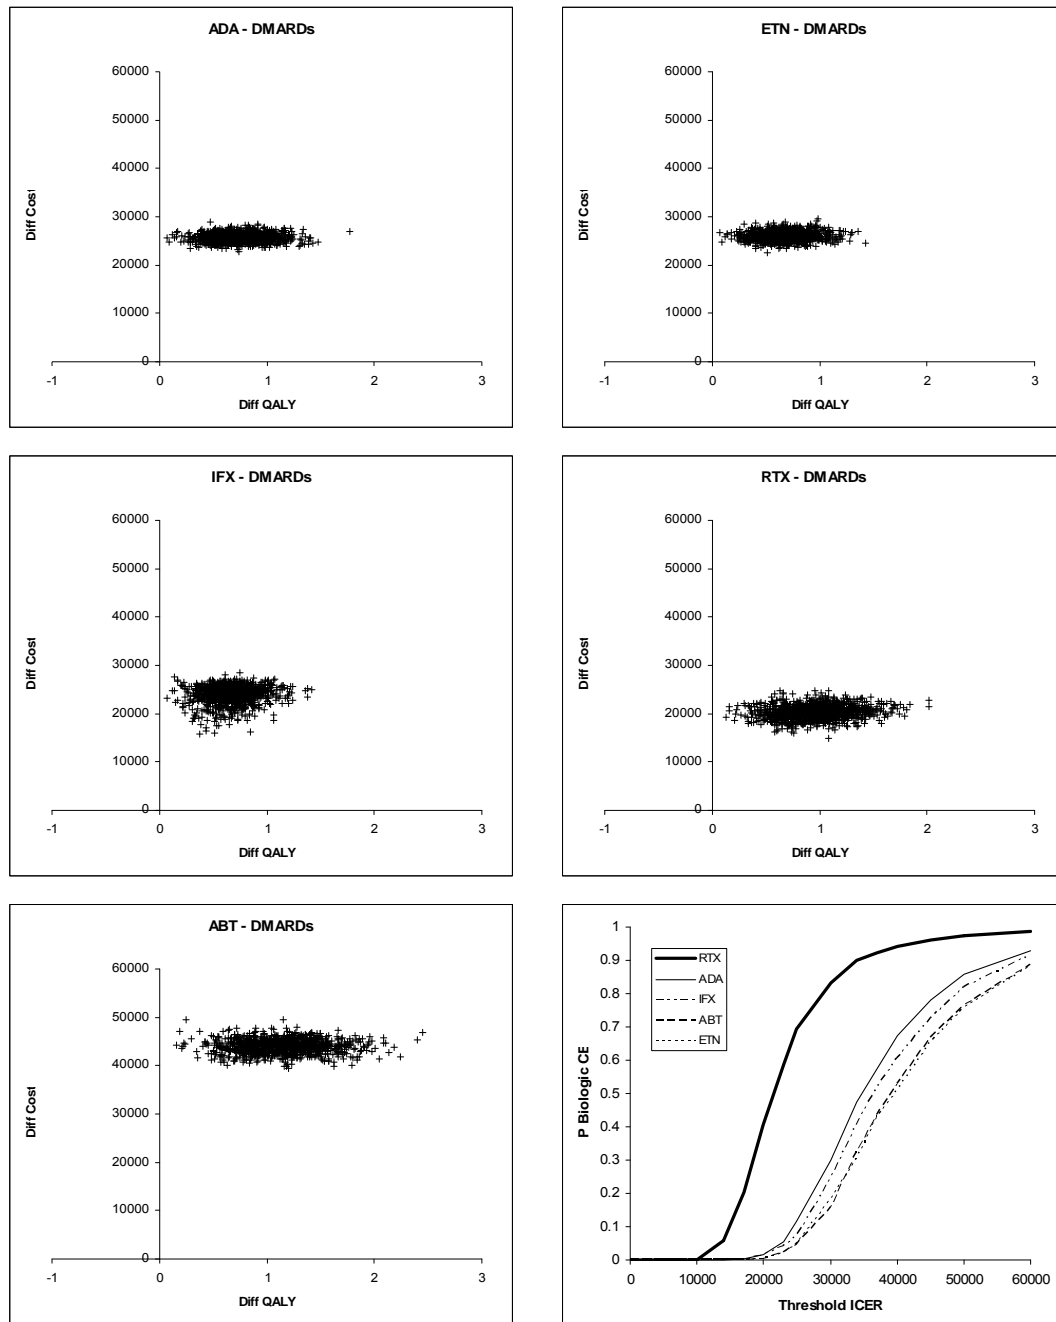 ADA - DMARDs
60000
50000
40000
30000
20000
10000
0
-1 0 1 2 3
Diff Cost
Diff QALY
ETN - DMARDs
60000
50000
40000
30000
20000
10000
0
-1 0 1 2 3
Diff Cost
Diff QALY
IFX - DMARDs
60000
50000
40000
30000
20000
10000
0
-1 0 1 2 3
Diff Cost
Diff QALY
RTX - DMARDs
60000
50000
40000
30000
20000
10000
0
-1 0 1 2 3
Diff Cost
Diff QALY
ABT - DMARDs
60000
50000
40000
30000
20000
10000
0
-1 0 1 2 3
Diff Cost
Diff QALY
1
0.9
0.8
0.7
0.6
0.5
0.4
0.3
0.2
0.1
0
RTX
ADA
IFX
ABT
ETN
P Biologic CE
0 10000 20000 30000 40000 50000 60000
Threshold ICER